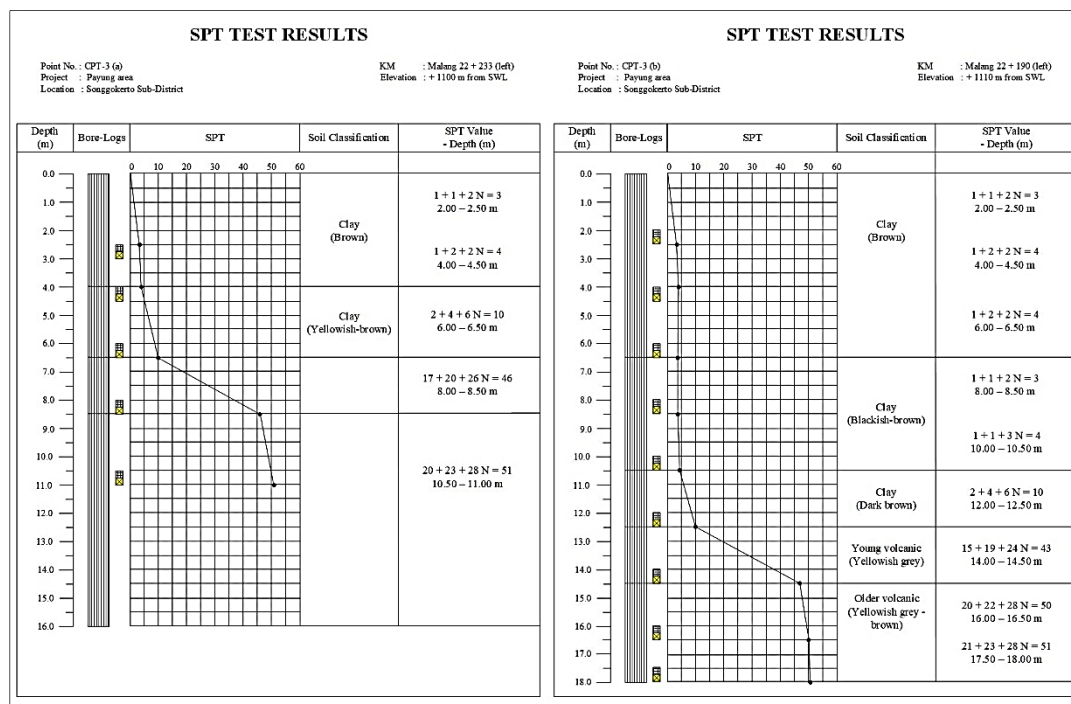 SPT TEST RESULTS
Point No. : CPT-3 (a)
Project : Payung area
Location : Songgokerto Sub-District
KM : Malang 22 + 233 (left)
Elevation : + 1100 m from SWL
Depth (m)
Bore-Logs
SPT
Soil Classification
SPT Value
- Depth (m)
0 10 20 30 40 50 60
0.0
1.0
2.0
3.0
4.0
5.0
6.0
7.0
8.0
9.0
10.0
11.0
12.0
13.0
14.0
15.0
16.0
Clay
(Brown)
Clay
(Yellowish-brown)
1 + 1 + 2 N = 3
2.00 – 2.50 m
1 + 2 + 2 N = 4
4.00 – 4.50 m
2 + 4 + 6 N = 10
6.00 – 6.50 m
17 + 20 + 26 N = 46
8.00 – 8.50 m
20 + 23 + 28 N = 51
10.50 – 11.00 m
SPT TEST RESULTS
Point No. : CPT-3 (b)
Project : Payung area
Location : Songgokerto Sub-District
KM : Malang 22 + 190 (left)
Elevation : + 1110 m from SWL
Depth (m)
Bore-Logs
SPT
Soil Classification
SPT Value
- Depth (m)
0 10 20 30 40 50 60
0.0
1.0
2.0
3.0
4.0
5.0
6.0
7.0
8.0
9.0
10.0
11.0
12.0
13.0
14.0
15.0
16.0
17.0
18.0
Clay
(Brown)
Clay
(Blackish-brown)
Clay
(Dark brown)
Young volcanic
(Yellowish grey)
Older volcanic
(Yellowish grey -
brown)
1 + 1 + 2 N = 3
2.00 – 2.50 m
1 + 2 + 2 N = 4
4.00 – 4.50 m
1 + 2 + 2 N = 4
6.00 – 6.50 m
1 + 1 + 2 N = 3
8.00 – 8.50 m
1 + 1 + 3 N = 4
10.00 – 10.50 m
2 + 4 + 6 N = 10
12.00 – 12.50 m
15 + 19 + 24 N = 43
14.00 – 14.50 m
20 + 22 + 28 N = 50
16.00 – 16.50 m
21 + 23 + 28 N = 51
17.50 – 18.00 m